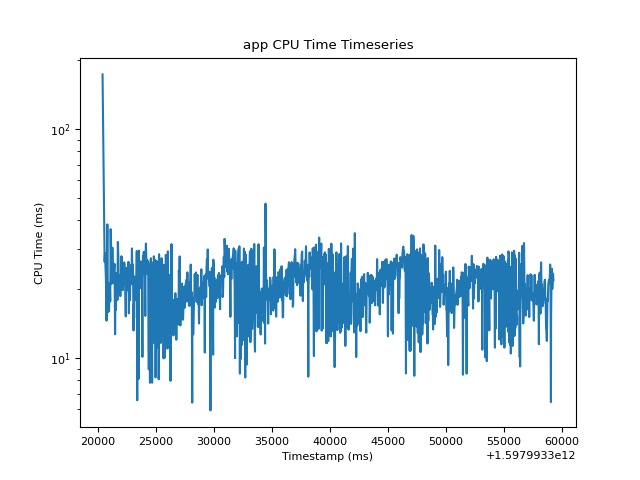 app CPU Time Timeseries
10²
10¹
CPU Time (ms)
20000 25000 30000 35000 40000 45000 50000 55000 60000
Timestamp (ms)
+1.5979933e12